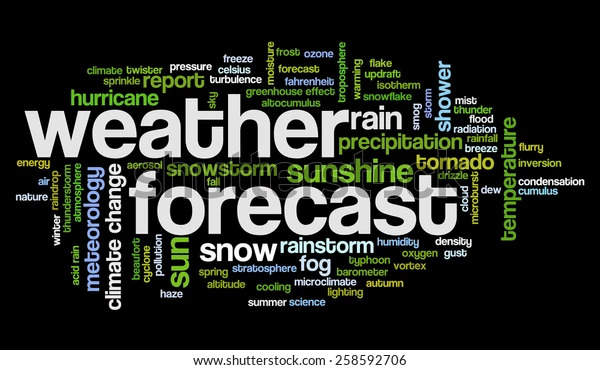 frost ozone
freeze moisture flake
climate twister pressure celsius forecast troposphere updraft
sprinkle report turbulence fahrenheit warming isotherm
hurricane sky greenhouse effect snowflake shower
altocumulus smog storm mist
weather rain thunder
flood
radiation
precipitation rainfall
breeze flurry
energy aerosol snowstorm sunshine tornado temperature inversion
air raindrop fall drizzle condensation
nature thunderstorm atmosphere meteorology climate change forecast microburst dew cumulus
winter acid rain beaufort cyclone pollution sun snow rainstorm humidity density
oxygen gust
spring stratosphere fog typhoon vortex
barometer
altitude cooling microclimate autumn
haze lighting
summer science
shutterstock.com · 258592706